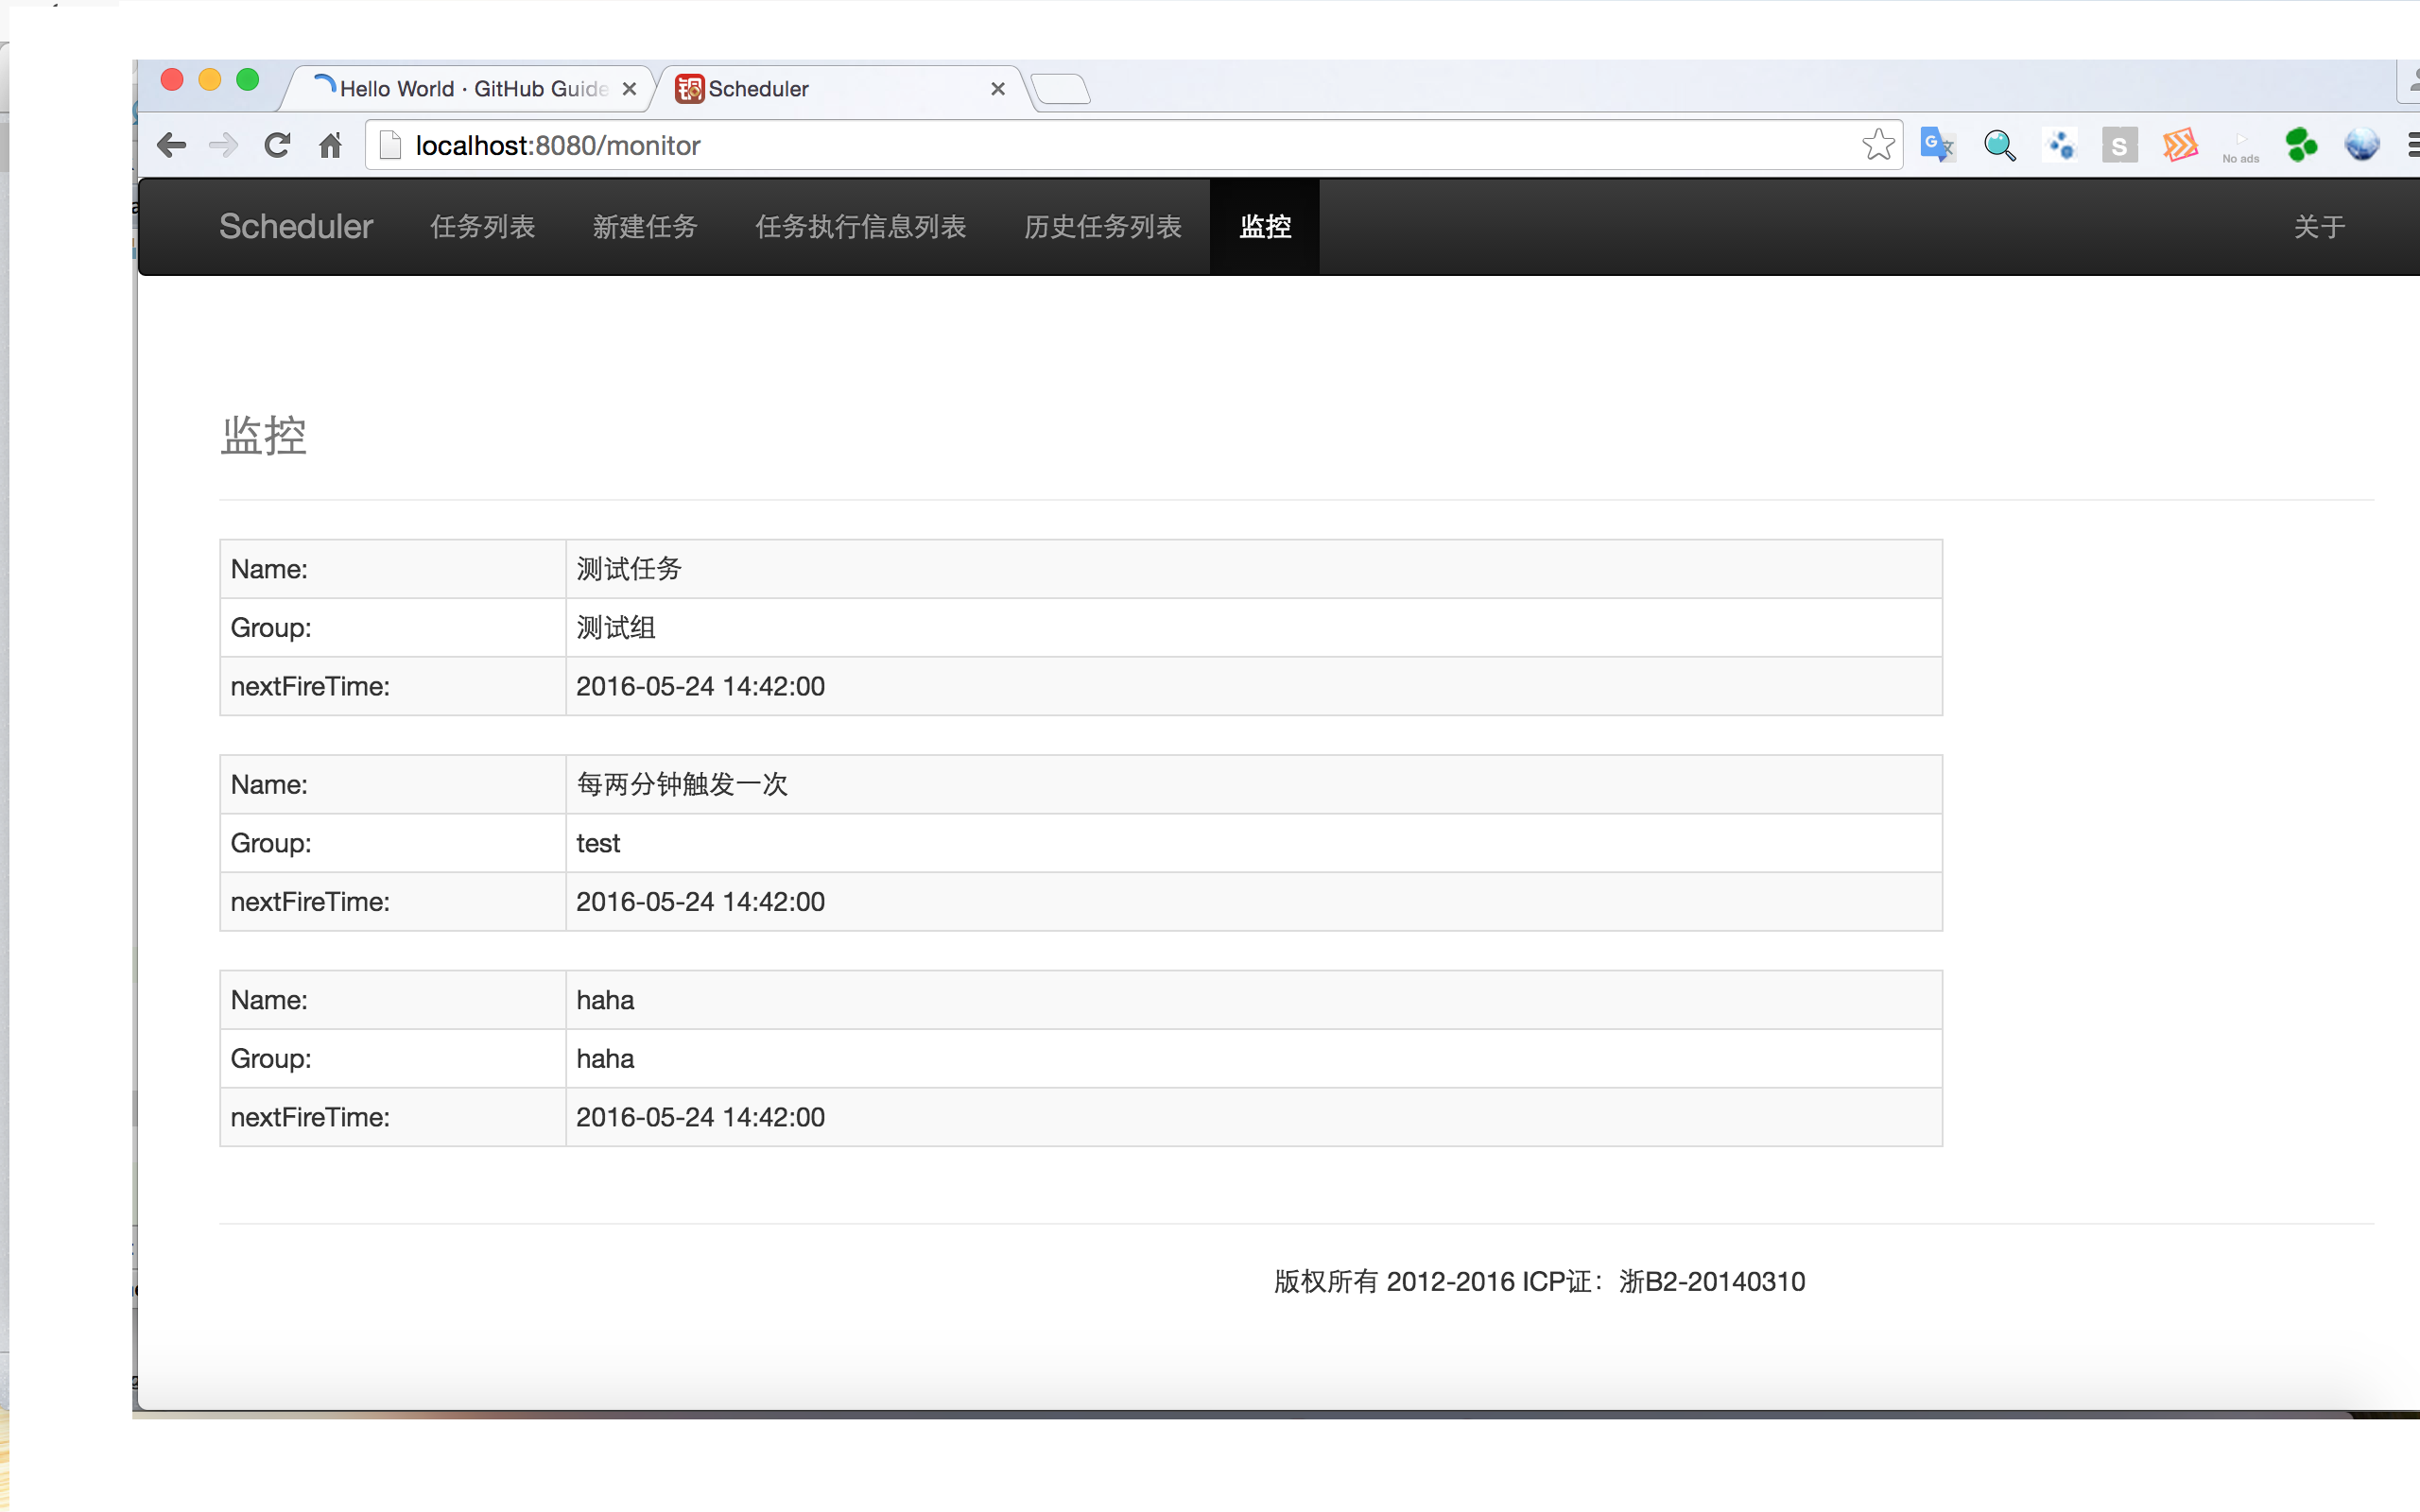 Hello World · GitHub Guide
Scheduler
localhost:8080/monitor
No ads
Scheduler 任务列表 新建任务 任务执行信息列表 历史任务列表 监控 关于
监控
Name: 测试任务
Group: 测试组
nextFireTime: 2016-05-24 14:42:00
Name: 每两分钟触发一次
Group: test
nextFireTime: 2016-05-24 14:42:00
Name: haha
Group: haha
nextFireTime: 2016-05-24 14:42:00
版权所有 2012-2016 ICP证：浙B2-20140310